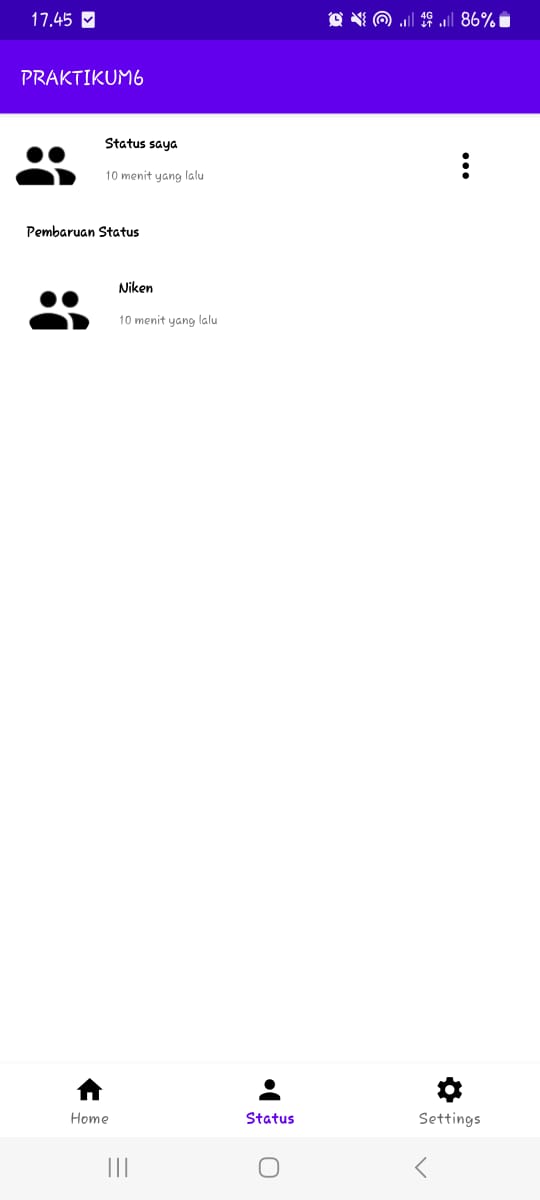 17.45 4G 86%
PRAKTIKUM6
Status saya
10 menit yang lalu
Pembaruan Status
Niken
10 menit yang lalu
Home Status Settings